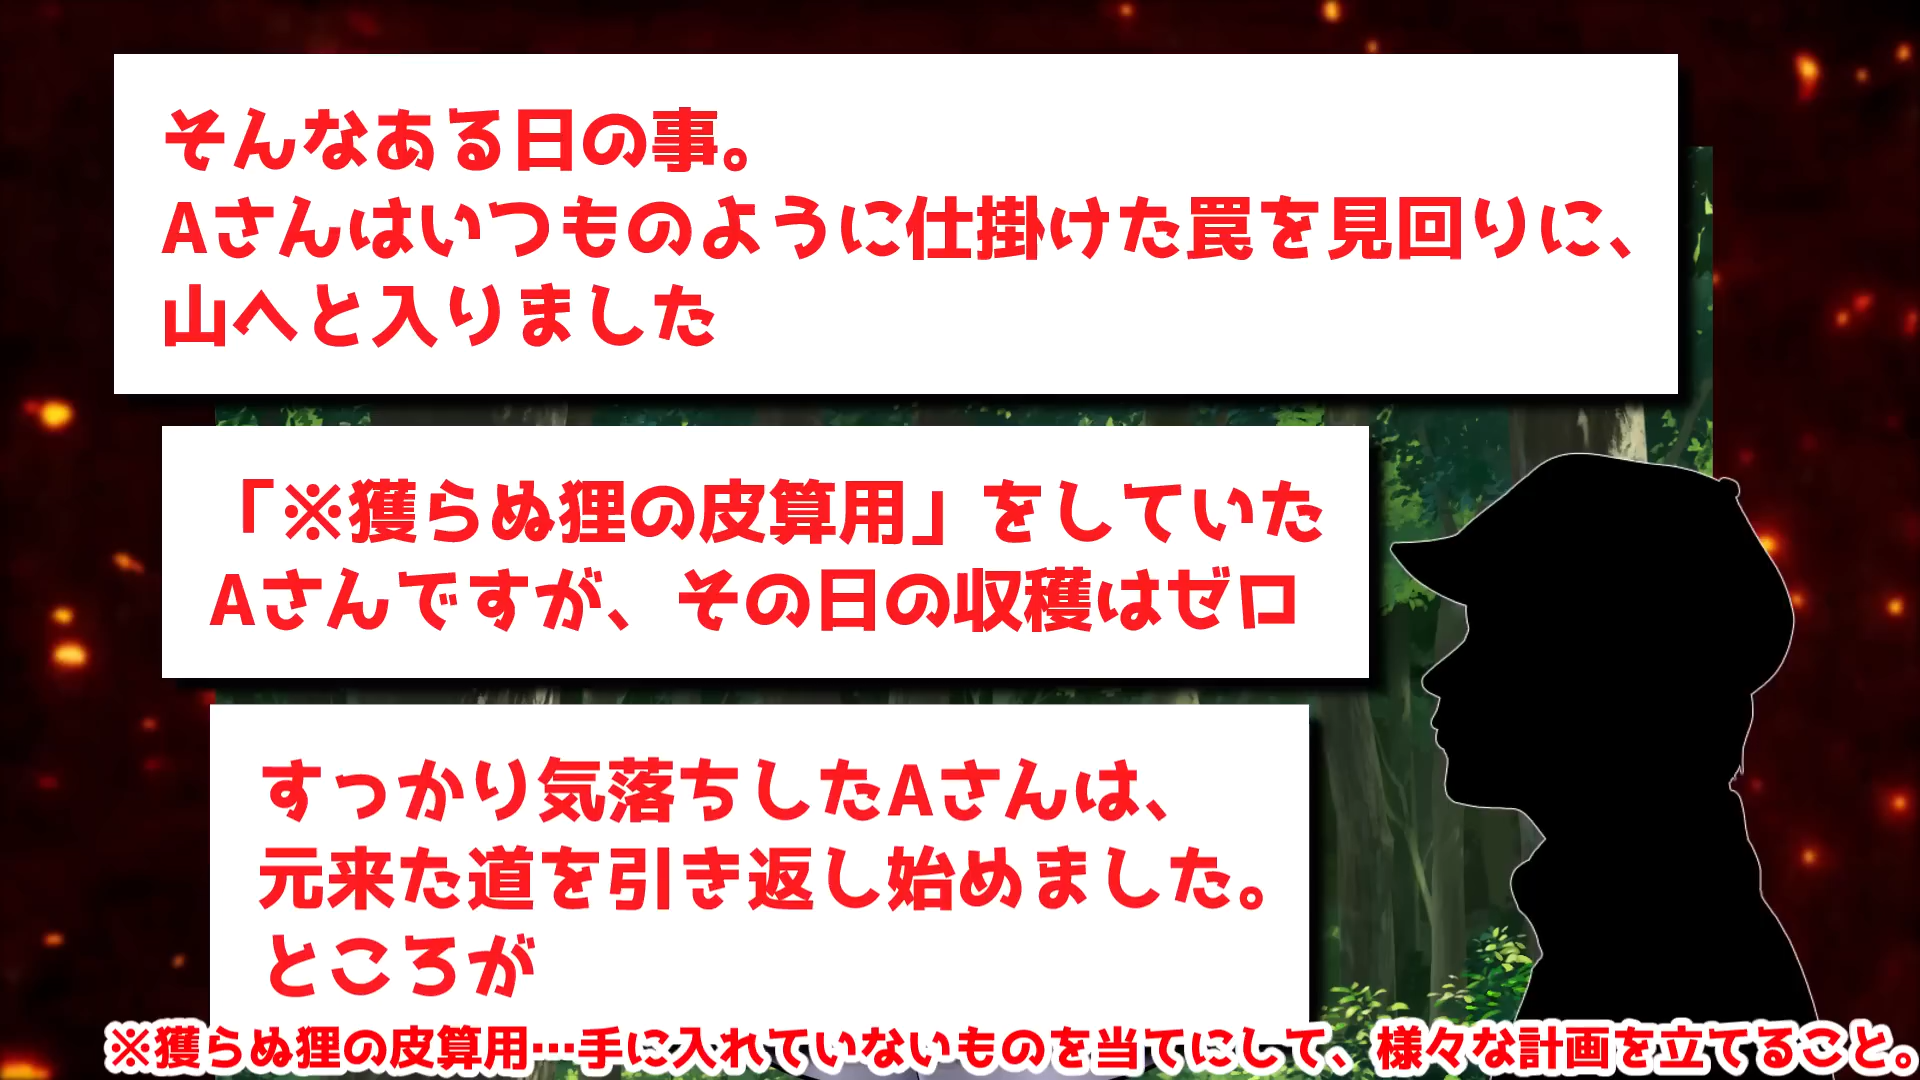 そんなある日の事。
Aさんはいつものように仕掛けた罠を見回りに、
山へと入りました
「※獲らぬ狸の皮算用」をしていた
Aさんですが、その日の収穫はゼロ
すっかり気落ちしたAさんは、
元来た道を引き返し始めました。
ところが
※獲らぬ狸の皮算用…手に入れていないものを当てにして、様々な計画を立てること。